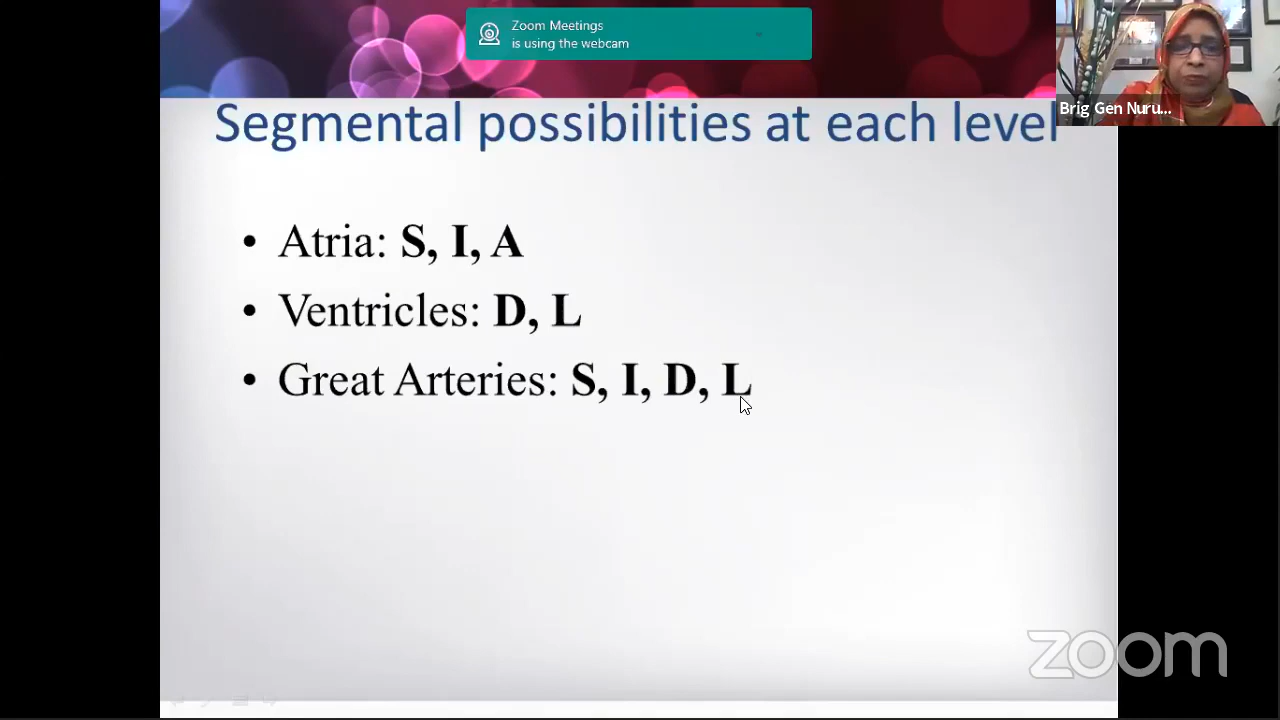 Zoom Meetings
is using the webcam
Brig Gen Nuru...
Segmental possibilities at each level
• Atria: S, I, A
• Ventricles: D, L
• Great Arteries: S, I, D, L
zoom